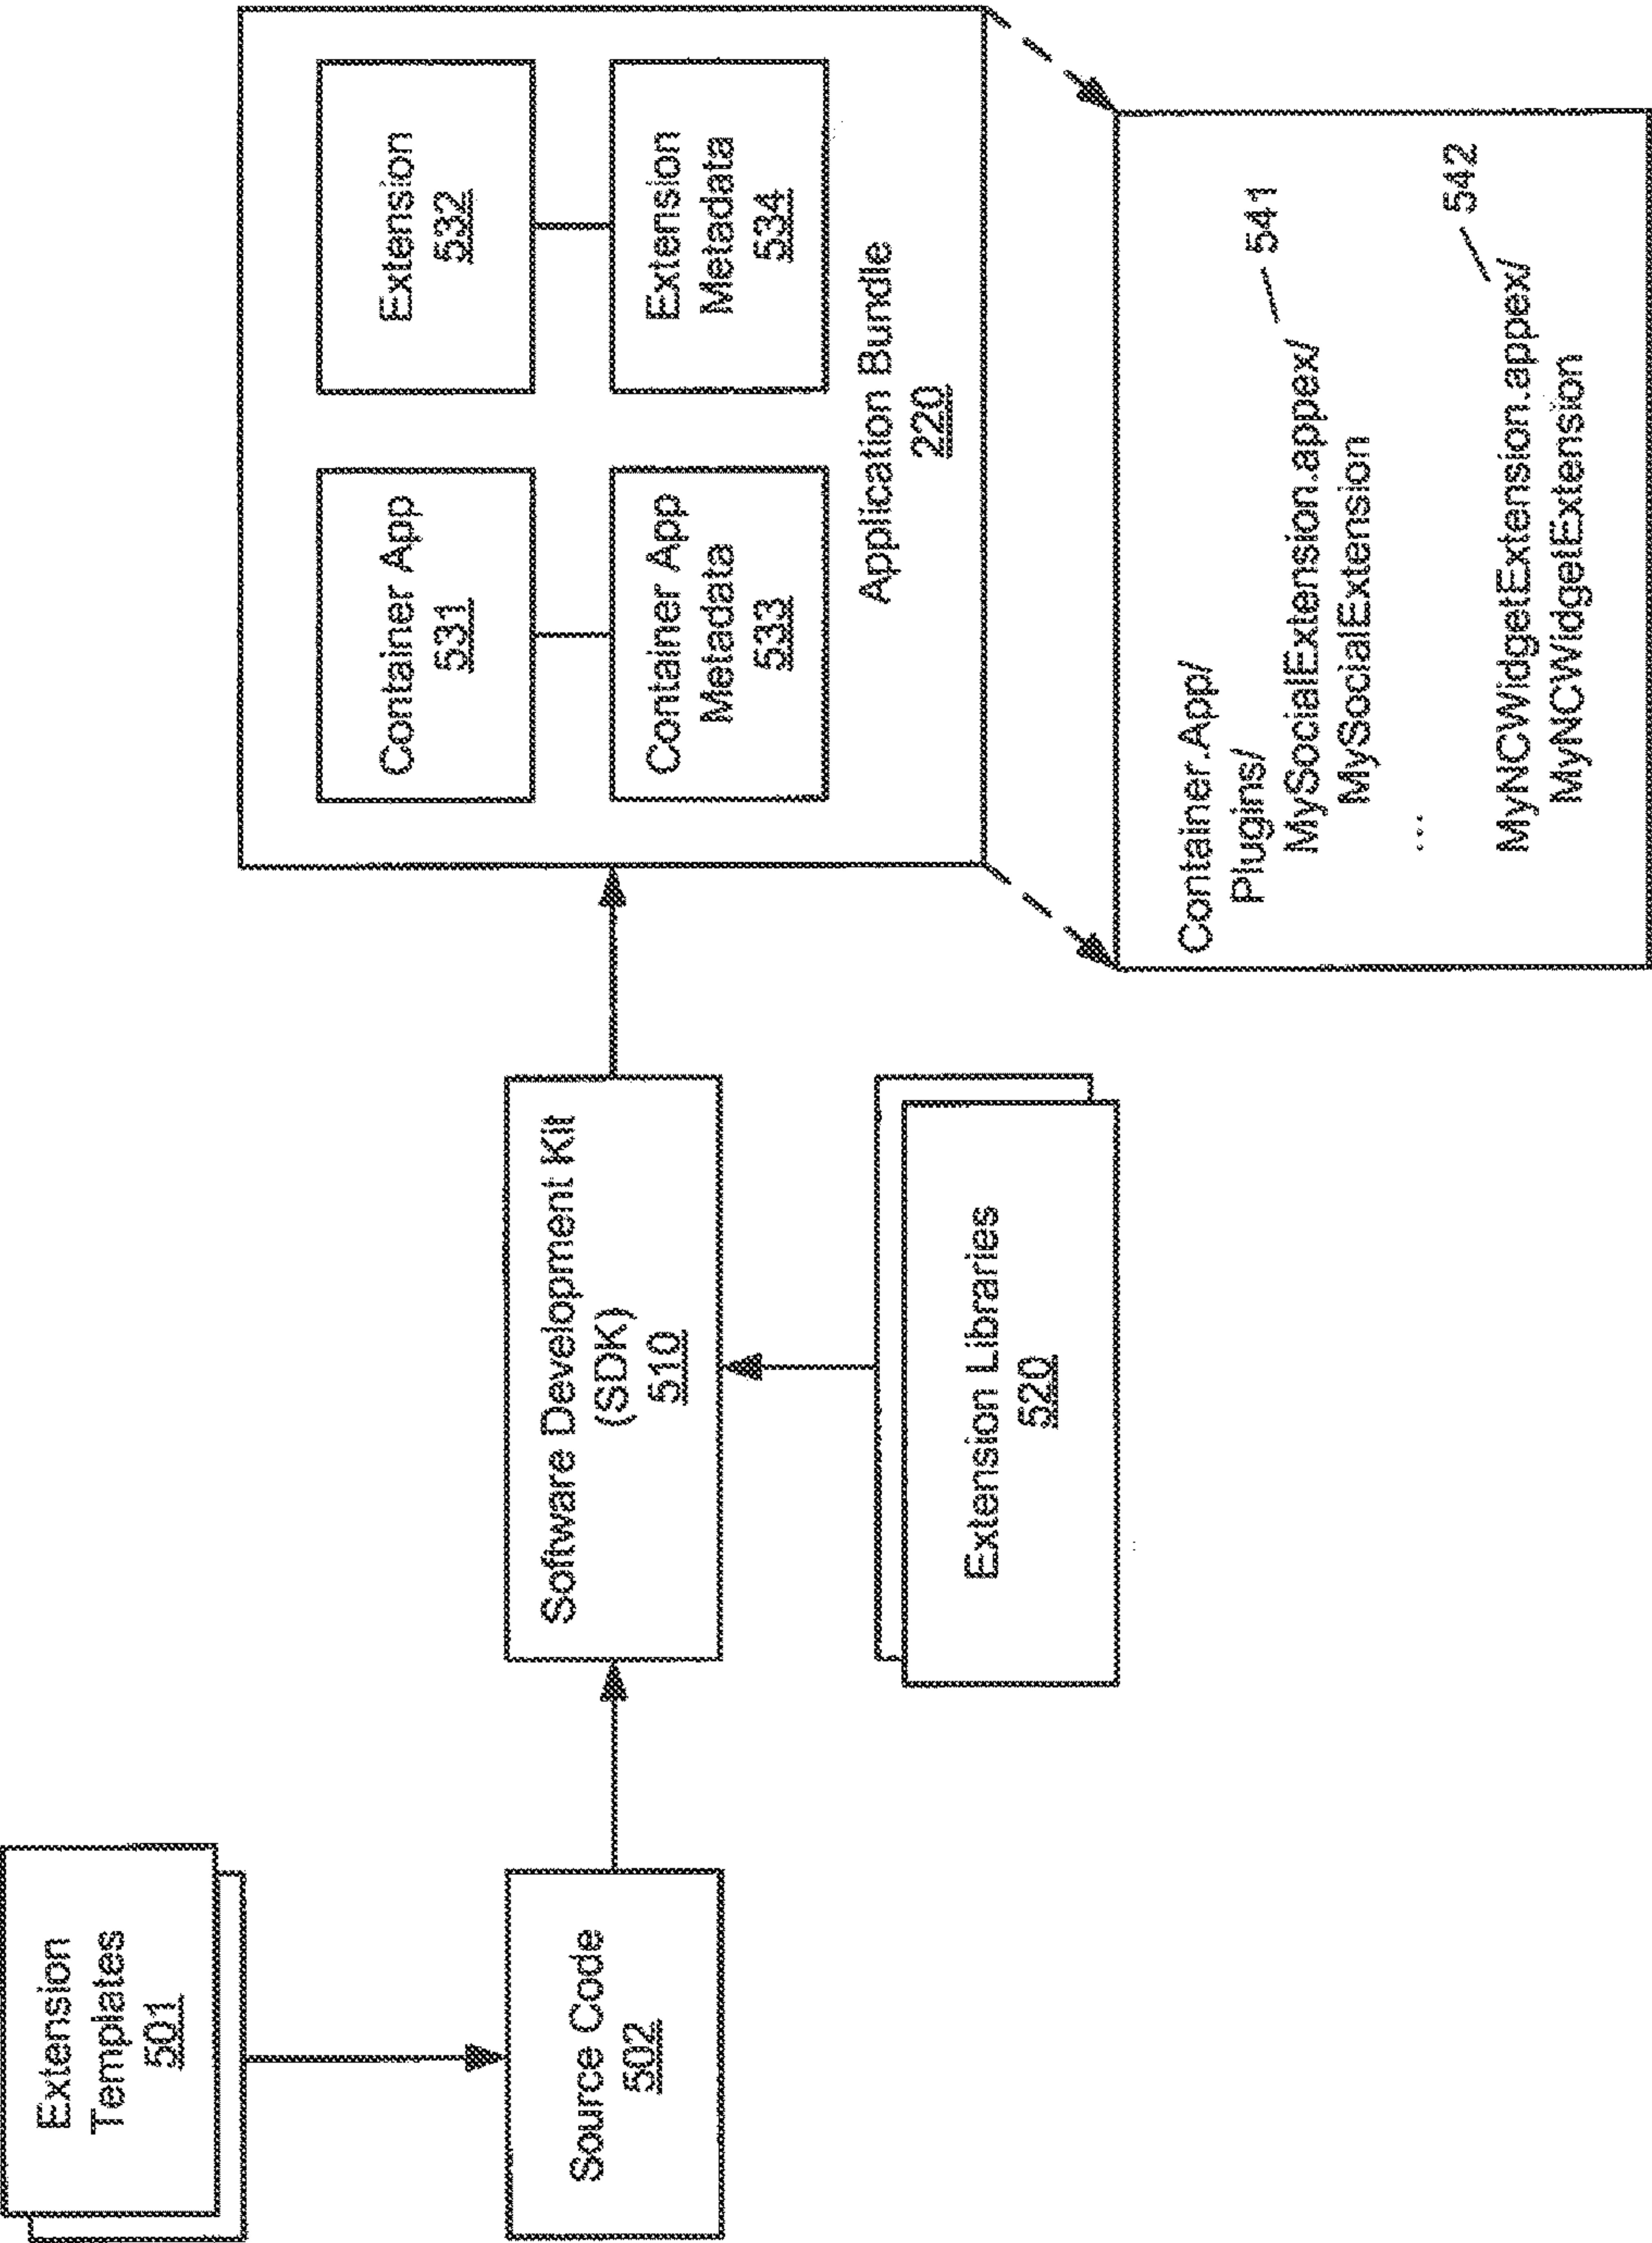 Extension
Templates
501
Source Code
502
Software Development Kit
(SDK)
510
Extension Libraries
520
Container App
531
Extension
532
Container App
Metadata
533
Extension
Metadata
534
Application Bundle
220
Container.App/
Plugins/
MySocialExtension.appex/
541
MySocialExtension
...
542
MyNCWidgetExtension.appex/
MyNCWidgetExtension